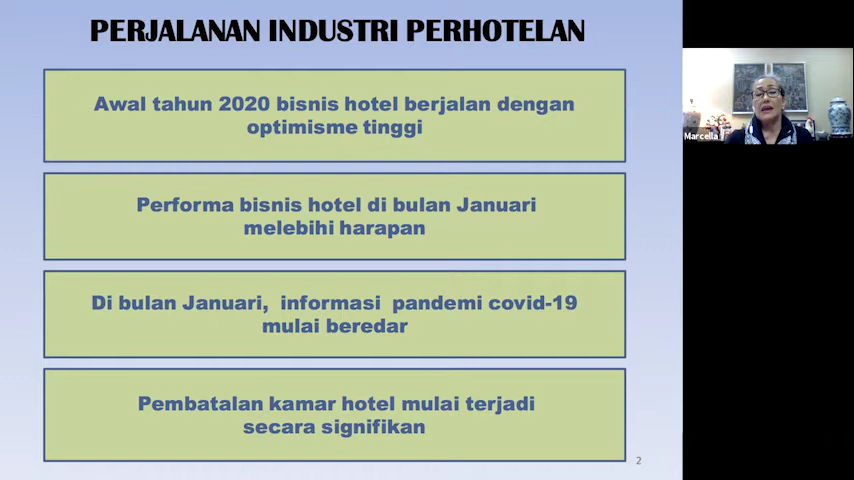 PERJALANAN INDUSTRI PERHOTELAN
Awal tahun 2020 bisnis hotel berjalan dengan
optimisme tinggi
Performa bisnis hotel di bulan Januari
melebihi harapan
Di bulan Januari, informasi pandemi covid-19
mulai beredar
Pembatalan kamar hotel mulai terjadi
secara signifikan
2
Marcella